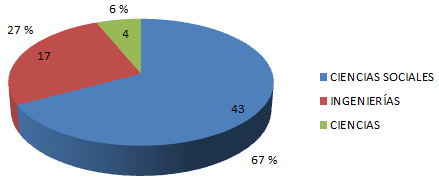 6 %
27 %
4
17
43
67 %
CIENCIAS SOCIALES
INGENIERÍAS
CIENCIAS